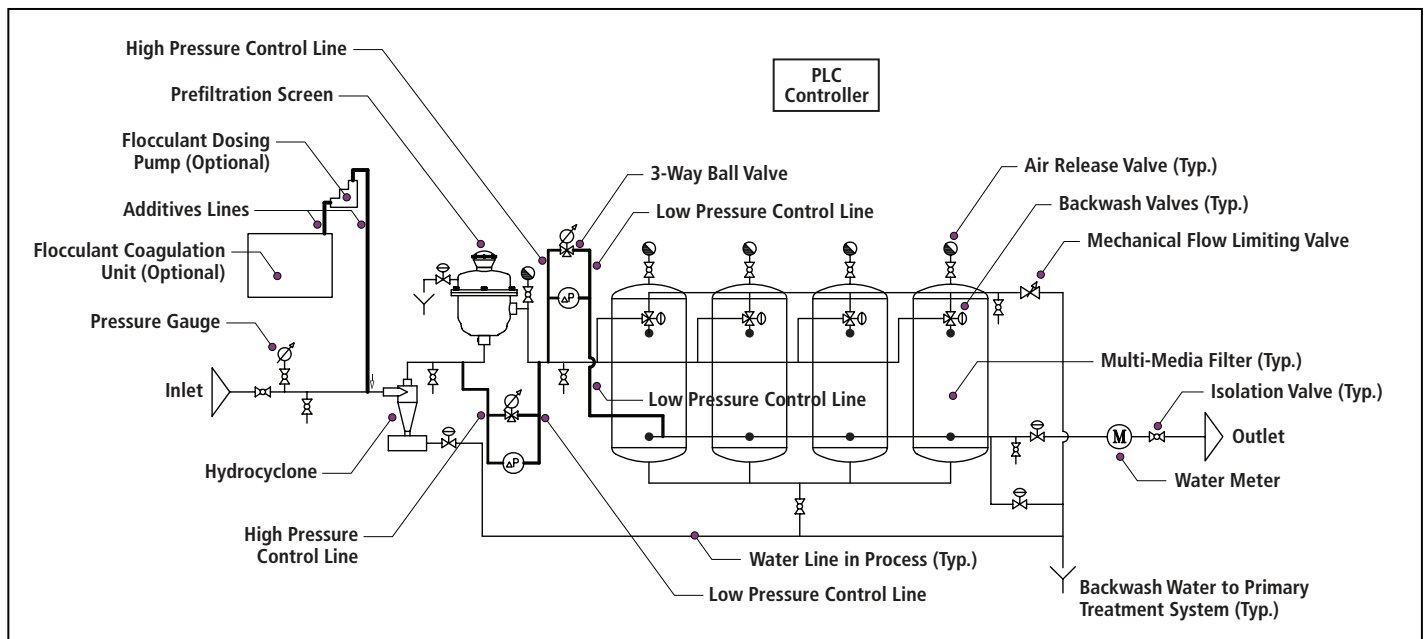 High Pressure Control Line
Prefiltration Screen
Flocculant Dosing
Pump (Optional)
Additives Lines
Flocculant Coagulation
Unit (Optional)
Pressure Gauge
Inlet
Hydrocyclone
High Pressure
Control Line
ΔP
ΔP
PLC
Controller
3-Way Ball Valve
Low Pressure Control Line
Low Pressure Control Line
Air Release Valve (Typ.)
Backwash Valves (Typ.)
Mechanical Flow Limiting Valve
Multi-Media Filter (Typ.)
Isolation Valve (Typ.)
M
Outlet
Water Meter
Water Line in Process (Typ.)
Low Pressure Control Line
Backwash Water to Primary
Treatment System (Typ.)